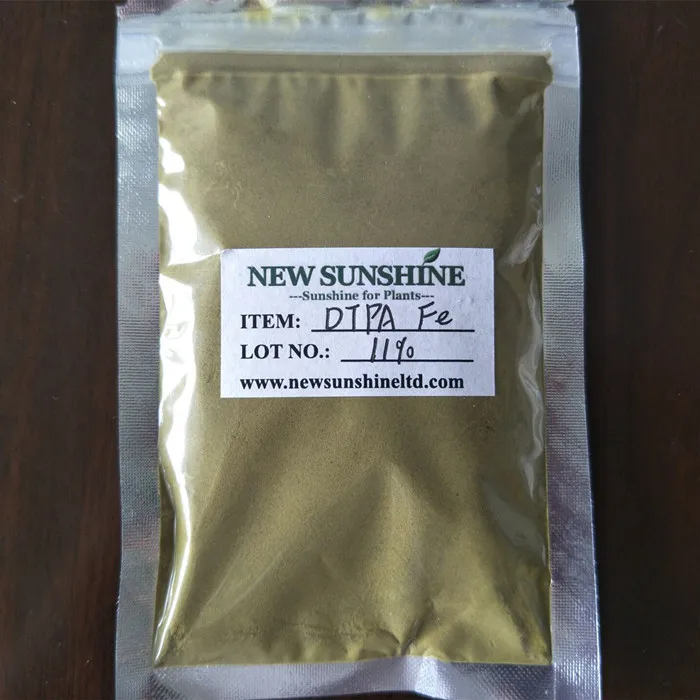 NEW SUNSHINE
---Sunshine for Plants---
ITEM: DTPA Fe
LOT NO.: 11%
www.newsunshineltd.com